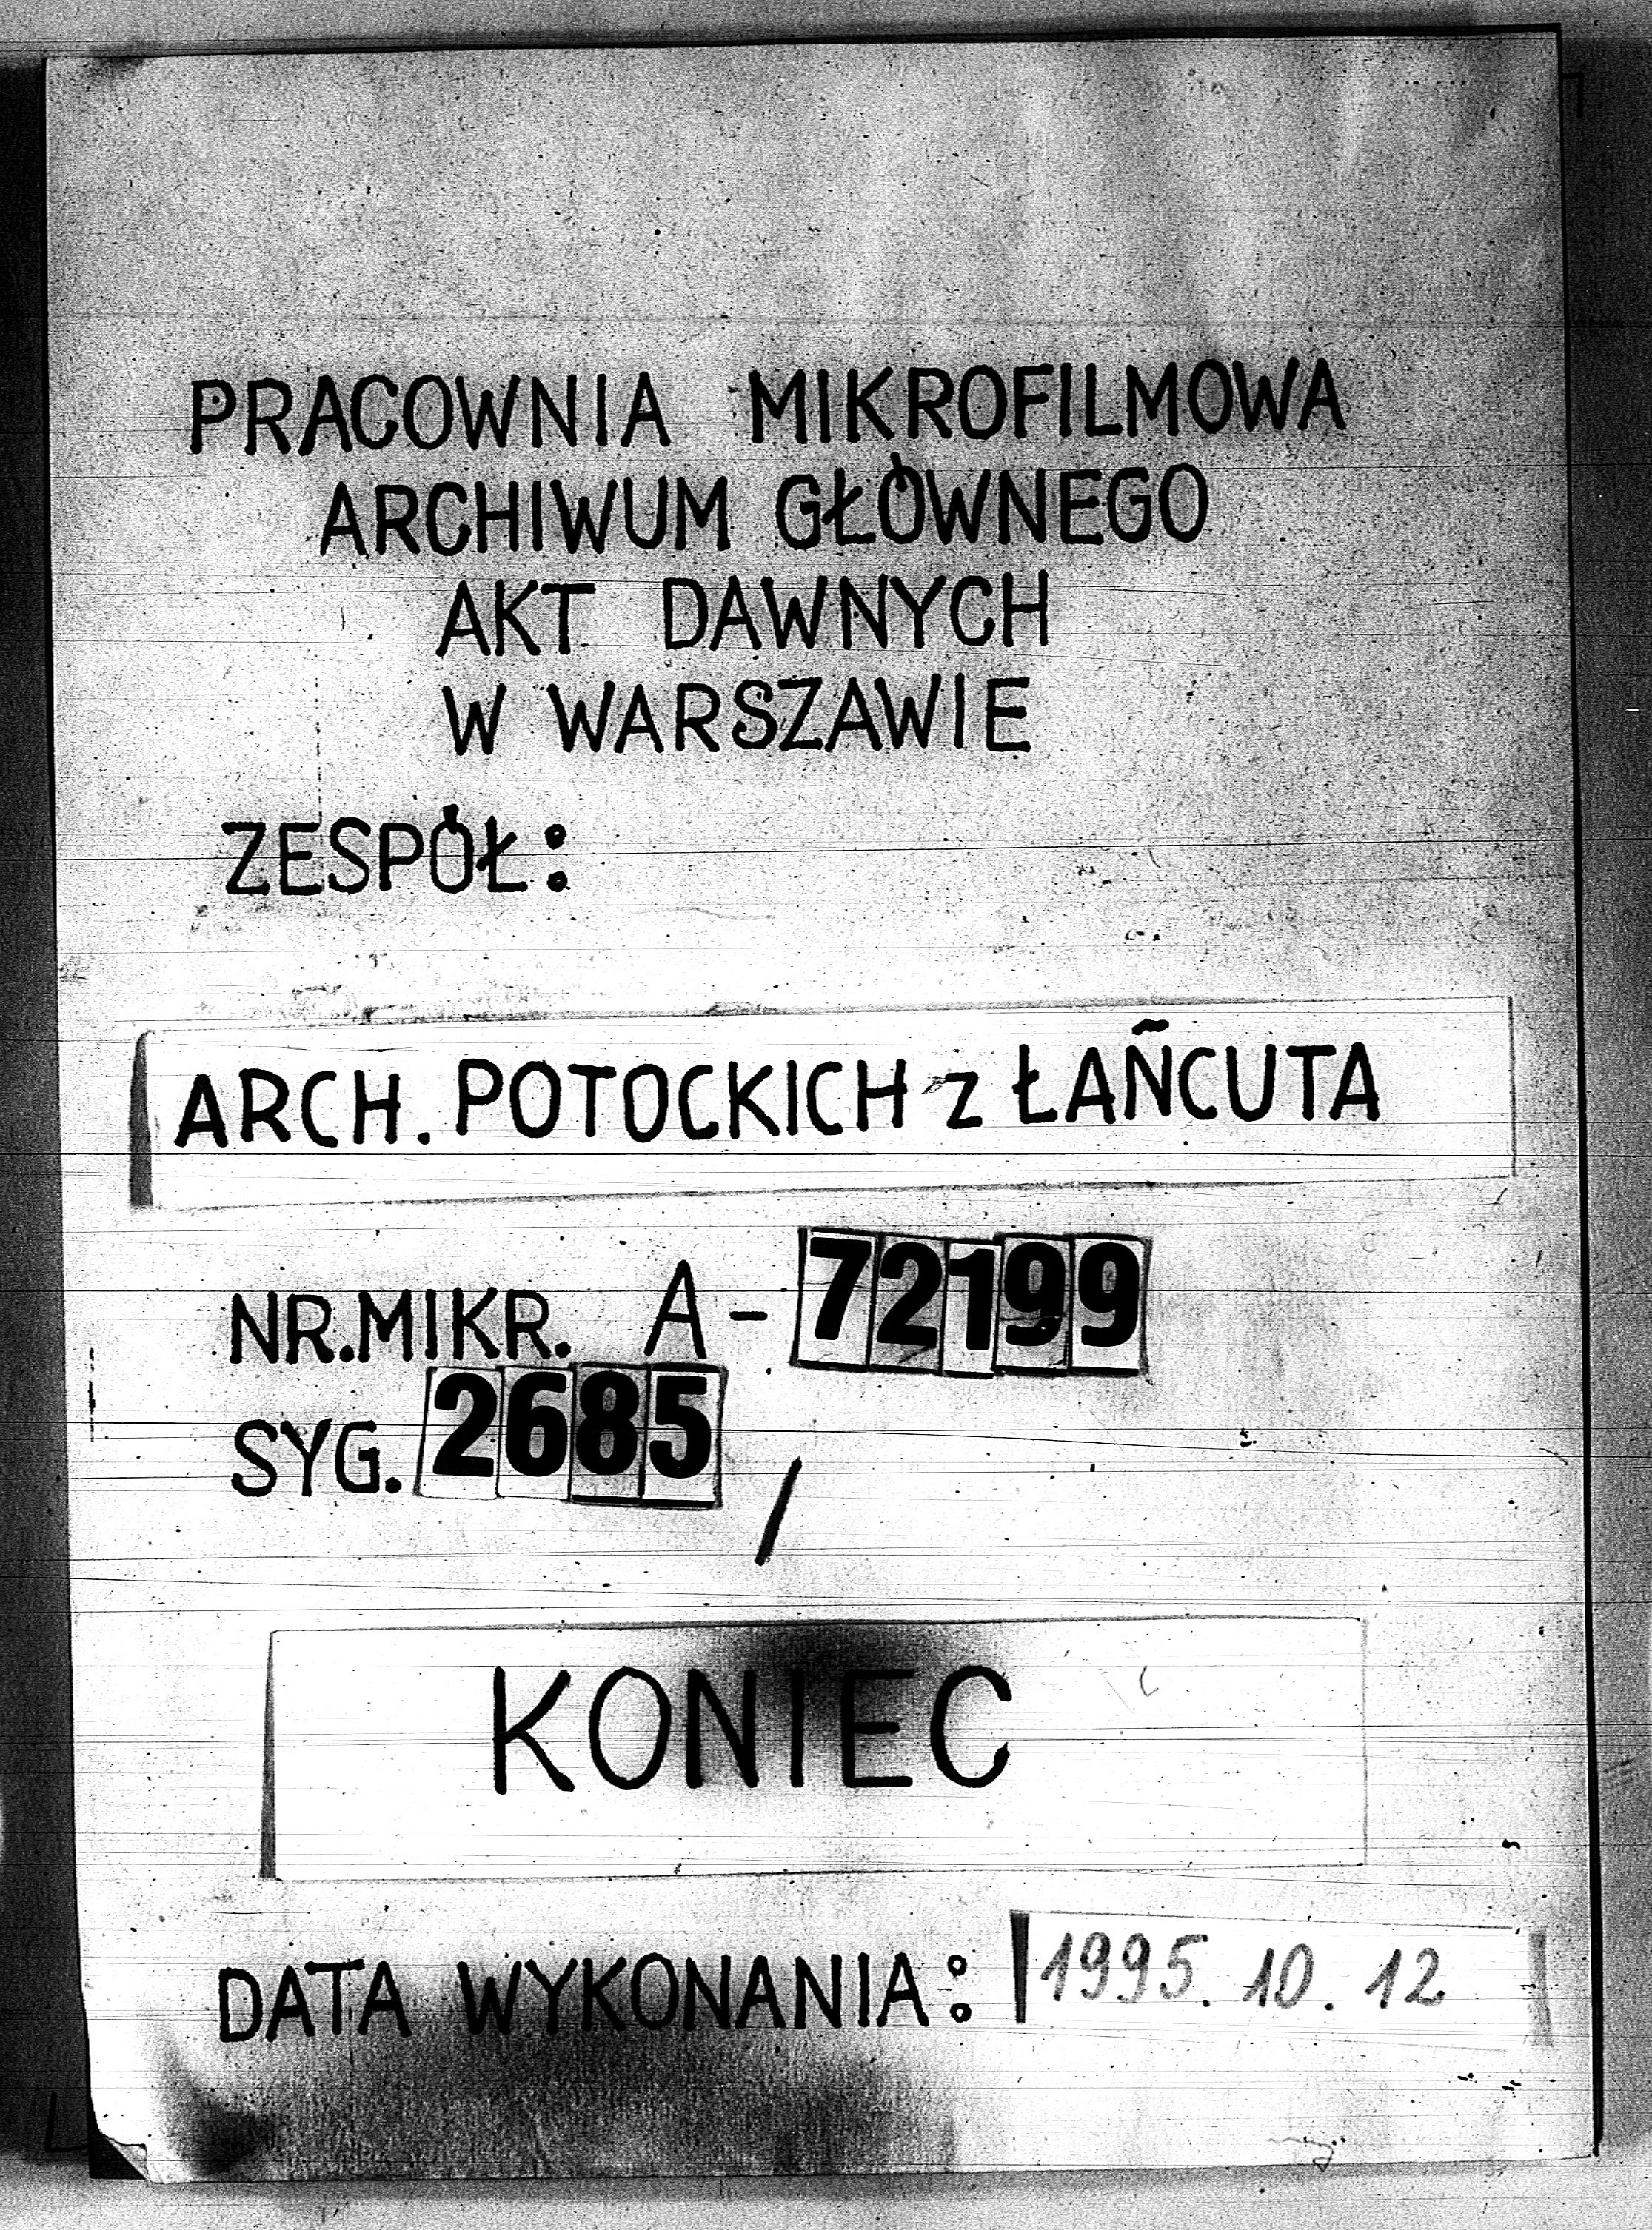 PRACOWNIA MIKROFILMOWA
ARCHIWUM GŁÓWNEGO
AKT DAWNYCH
W WARSZAWIE
ZESPÓŁ:
ARCH. POTOCKICH z ŁAŃCUTA
NR.MIKR. A-72199
SYG. 2685 /
KONIEC
DATA WYKONANIA: 1995.10.12